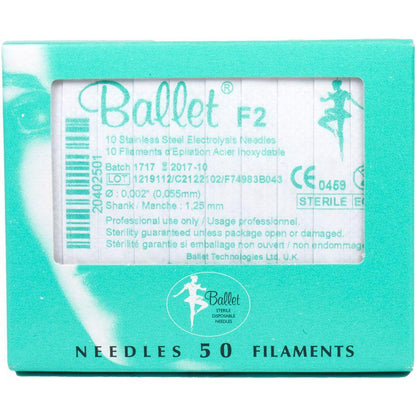 Ballet® F2
10 Stainless Steel Electrolysis Needles
10 Filaments d'Epilation Acier Inoxydable
Batch 1717 2017-10
LOT 1219112/C2122102/F74983B043
Ø: 0,002" (0,055mm)
Shank / Manche : 1,25 mm
CE 0459
STERILE
20402501
Professional use only / Usage professionnel.
Sterility guaranteed unless package open or damaged.
Stérilité garantie si emballage non ouvert / non endommagé
Ballet Technologies Ltd. U.K
Ballet
STERILE
DISPOSABLE
NEEDLES
NEEDLES 50 FILAMENTS